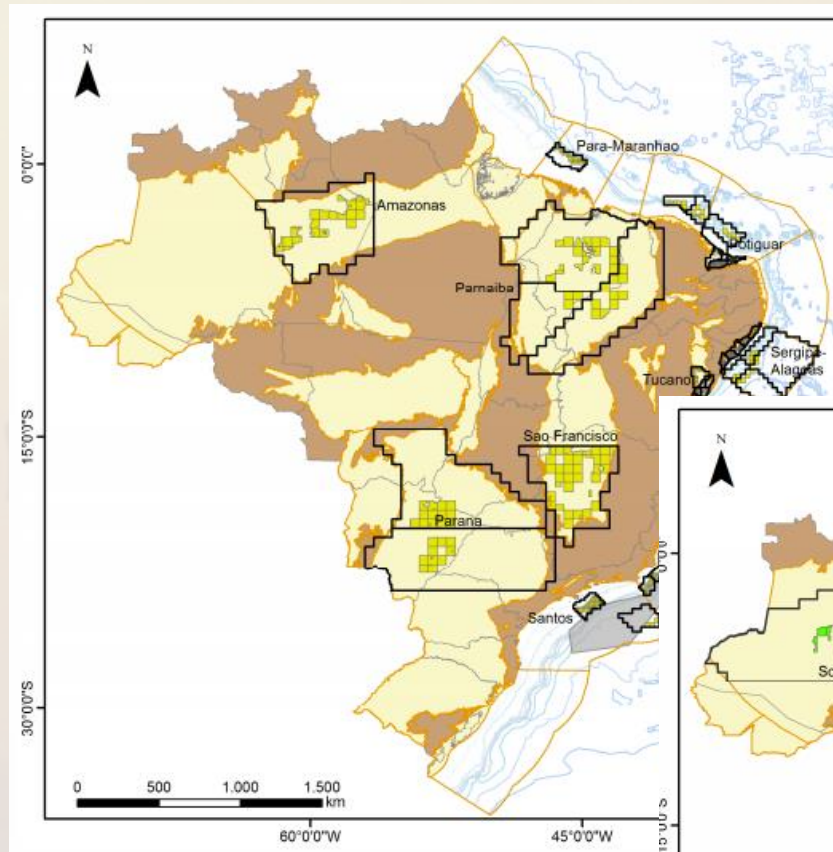 N
Para-Maranhao
0°0'0"
Amazonas
Potiguar
Parnaiba
Sergipe-
Alagoas
Tucano
15°0'0"S
Sao Francisco
Parana
Santos
30°0'0"S
0 500 1.000 1.500
km
60°0'0"W
45°0'0"W
N